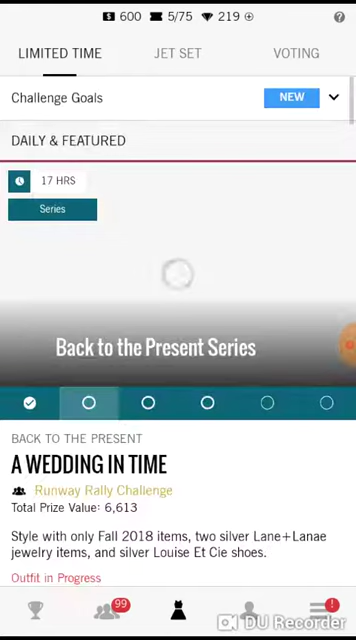 600 5/75 219
LIMITED TIME JET SET VOTING
Challenge Goals NEW
DAILY & FEATURED
17 HRS
Series
Back to the Present Series
BACK TO THE PRESENT
A WEDDING IN TIME
Runway Rally Challenge
Total Prize Value: 6,613
Style with only Fall 2018 items, two silver Lane+Lanae
jewelry items, and silver Louise Et Cie shoes.
Outfit in Progress
99 !
DU Recorder